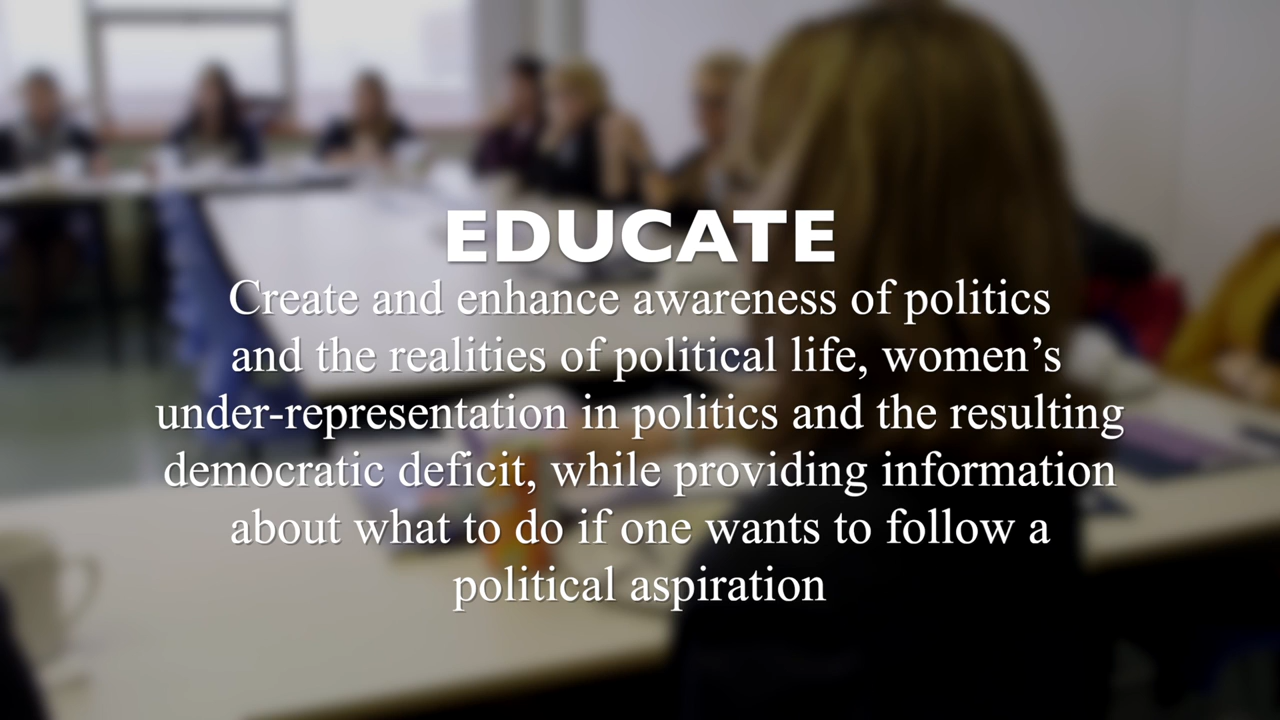 EDUCATE
Create and enhance awareness of politics
and the realities of political life, women’s
under-representation in politics and the resulting
democratic deficit, while providing information
about what to do if one wants to follow a
political aspiration